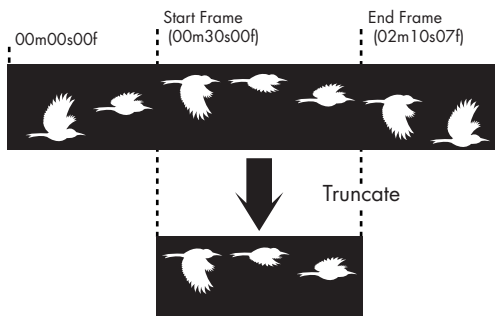 00m00s00f
Start Frame
(00m30s00f)
End Frame
(02m10s07f)
Truncate